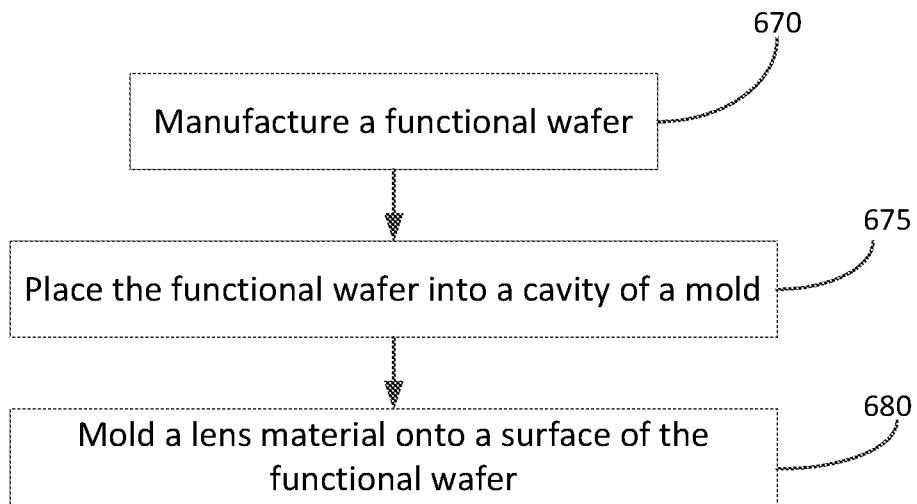 670
Manufacture a functional wafer
675
Place the functional wafer into a cavity of a mold
680
Mold a lens material onto a surface of the
functional wafer